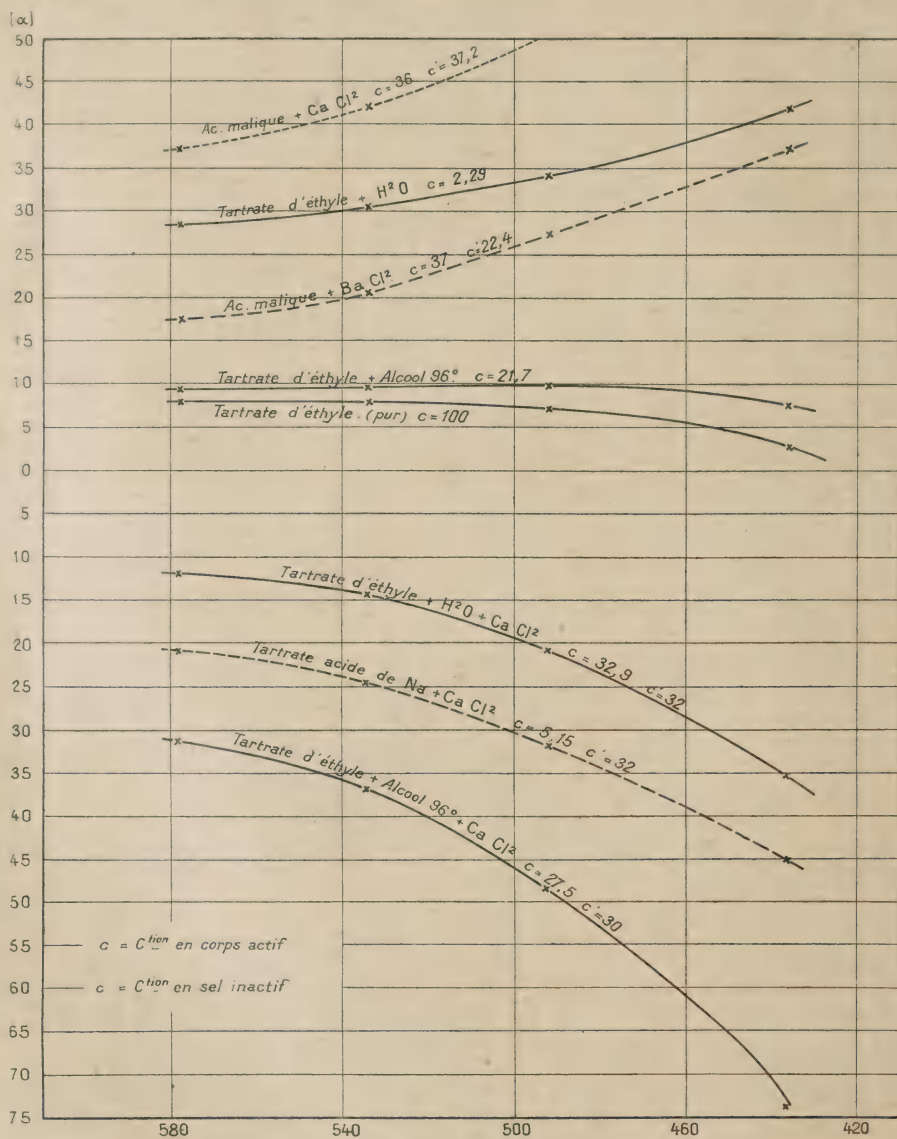 [α]
50
45
40
35
30
25
20
15
10
5
0
5
10
15
20
25
30
35
40
45
50
55
60
65
70
75
Ac. malique + Ca Cl² c=36 c'=37,2
Tartrate d'éthyle + H²O c=2,29
Ac. malique + Ba Cl² c=37 c'=22,4
Tartrate d'éthyle + Alcool 96° c=21,7
Tartrate d'éthyle. (pur) c=100
Tartrate d'éthyle + H²O + Ca Cl² c=32,9 c'=32
Tartrate acide de Na + Ca Cl² c=5,15 c'=32
Tartrate d'éthyle + Alcool 96° + Ca Cl² c=27,5 c'=30
c = Ction en corps actif
c = Ction en sel inactif
580 540 500 460 420